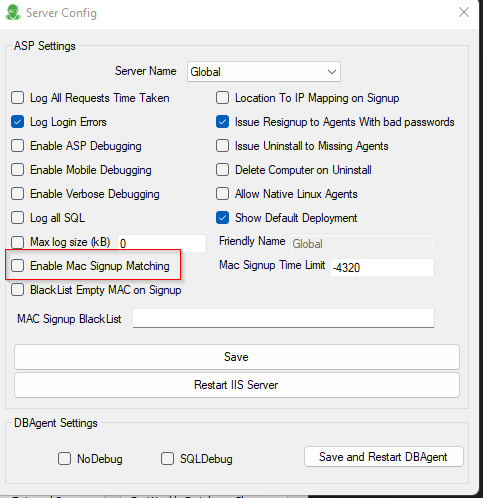 Server Config
ASP Settings
Server Name Global
Log All Requests Time Taken Location To IP Mapping on Signup
Log Login Errors Issue Resignup to Agents With bad passwords
Enable ASP Debugging Issue Uninstall to Missing Agents
Enable Mobile Debugging Delete Computer on Uninstall
Enable Verbose Debugging Allow Native Linux Agents
Log all SQL Show Default Deployment
Max log size (kB) 0 Friendly Name Global
Enable Mac Signup Matching Mac Signup Time Limit -4320
BlackList Empty MAC on Signup
MAC Signup BlackList
Save
Restart IIS Server
DBAgent Settings
NoDebug SQLDebug Save and Restart DBAgent